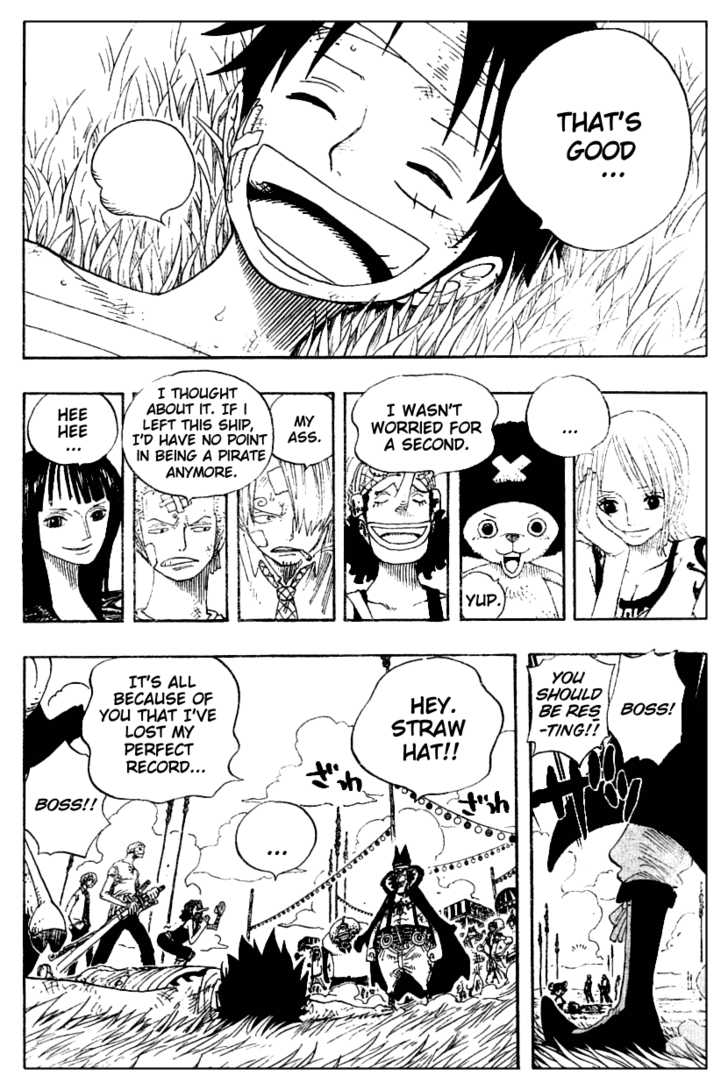 THAT'S
GOOD
...
...
YUP.
I WASN'T
WORRIED FOR
A SECOND.
MY
ASS.
I THOUGHT
ABOUT IT. IF I
LEFT THIS SHIP,
I'D HAVE NO POINT
IN BEING A PIRATE
ANYMORE.
HEE
HEE
...
BOSS!
YOU
SHOULD
BE RES
-TING!!
HEY.
STRAW
HAT!!
IT'S ALL
BECAUSE OF
YOU THAT I'VE
LOST MY
PERFECT
RECORD...
...
BOSS!!